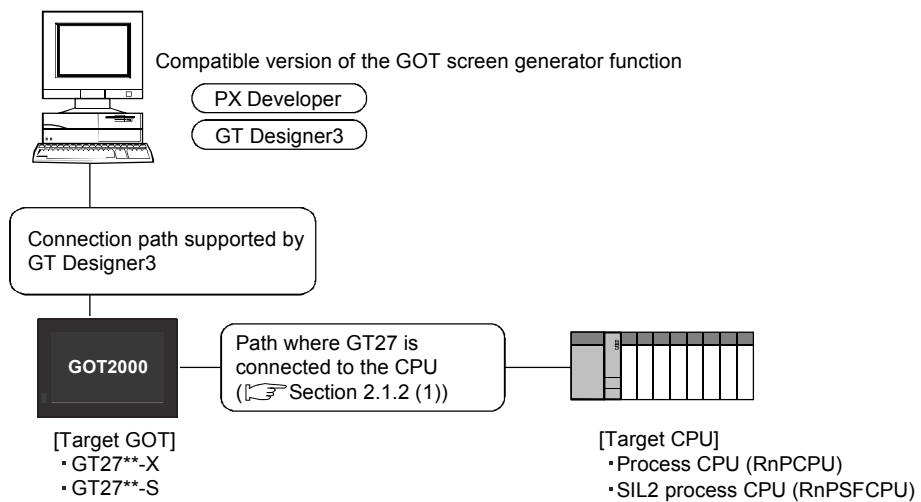 Compatible version of the GOT screen generator function
PX Developer
GT Designer3
Connection path supported by
GT Designer3
GOT2000
Path where GT27 is
connected to the CPU
(☞ Section 2.1.2 (1))
[Target GOT]
・GT27**-X
・GT27**-S
[Target CPU]
・Process CPU (RnPCPU)
・SIL2 process CPU (RnPSFCPU)